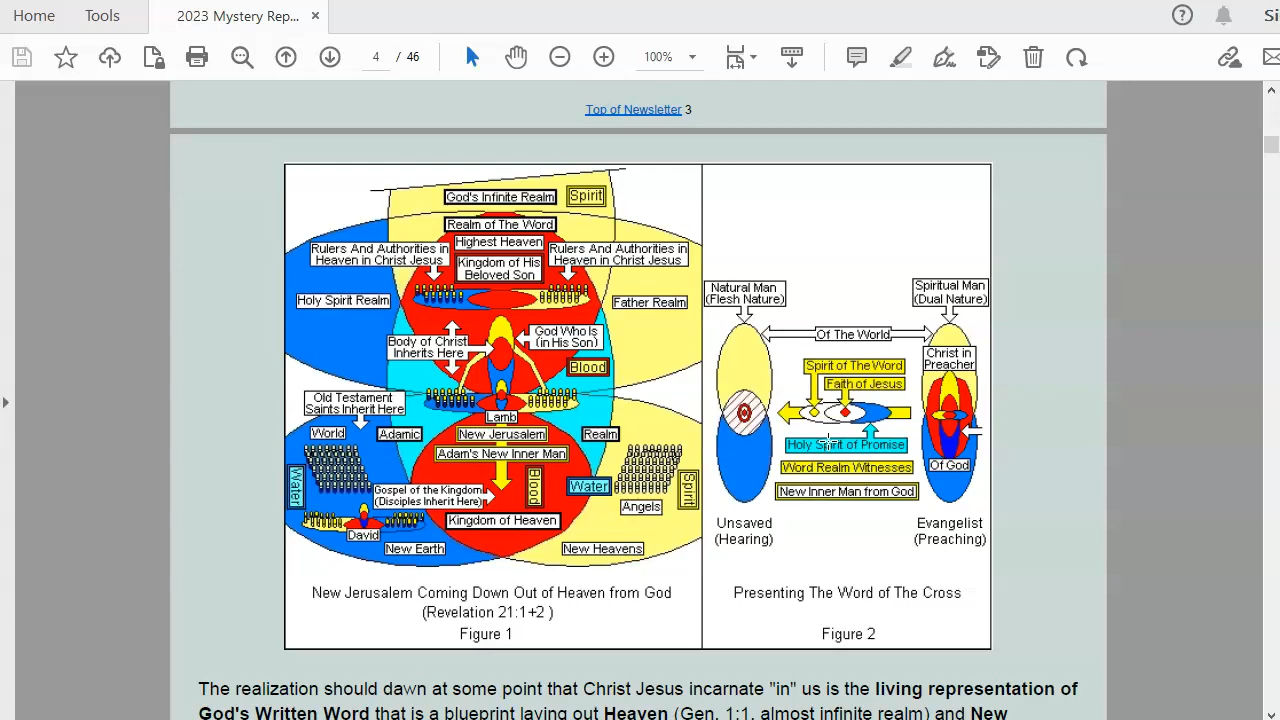 Home
Tools
2023 Mystery Rep...
×
Si
4 / 46
100%
Top of Newsletter 3
God's Infinite Realm
Spirit
Realm of The Word
Highest Heaven
Rulers And Authorities in
Heaven in Christ Jesus
Kingdom of His
Beloved Son
Rulers And Authorities in
Heaven in Christ Jesus
Holy Spirit Realm
Father Realm
Body of Christ
Inherits Here
God Who Is
(in His Son)
Blood
Old Testament
Saints Inherit Here
Lamb
World
Adamic
New Jerusalem
Realm
Adam's New Inner Man
Water
Gospel of the Kingdom
(Disciples Inherit Here)
Blood
Water
Spirit
Angels
Kingdom of Heaven
David
New Earth
New Heavens
New Jerusalem Coming Down Out of Heaven from God
(Revelation 21:1+2 )
Figure 1
Natural Man
(Flesh Nature)
Spiritual Man
(Dual Nature)
Of The World
Christ in
Preacher
Spirit of The Word
Faith of Jesus
Holy Spirit of Promise
Word Realm Witnesses
Of God
New Inner Man from God
Unsaved
(Hearing)
Evangelist
(Preaching)
Presenting The Word of The Cross
Figure 2
The realization should dawn at some point that Christ Jesus incarnate "in" us is the living representation of
God's Written Word that is a blueprint laying out Heaven (Gen. 1:1, almost infinite realm) and New